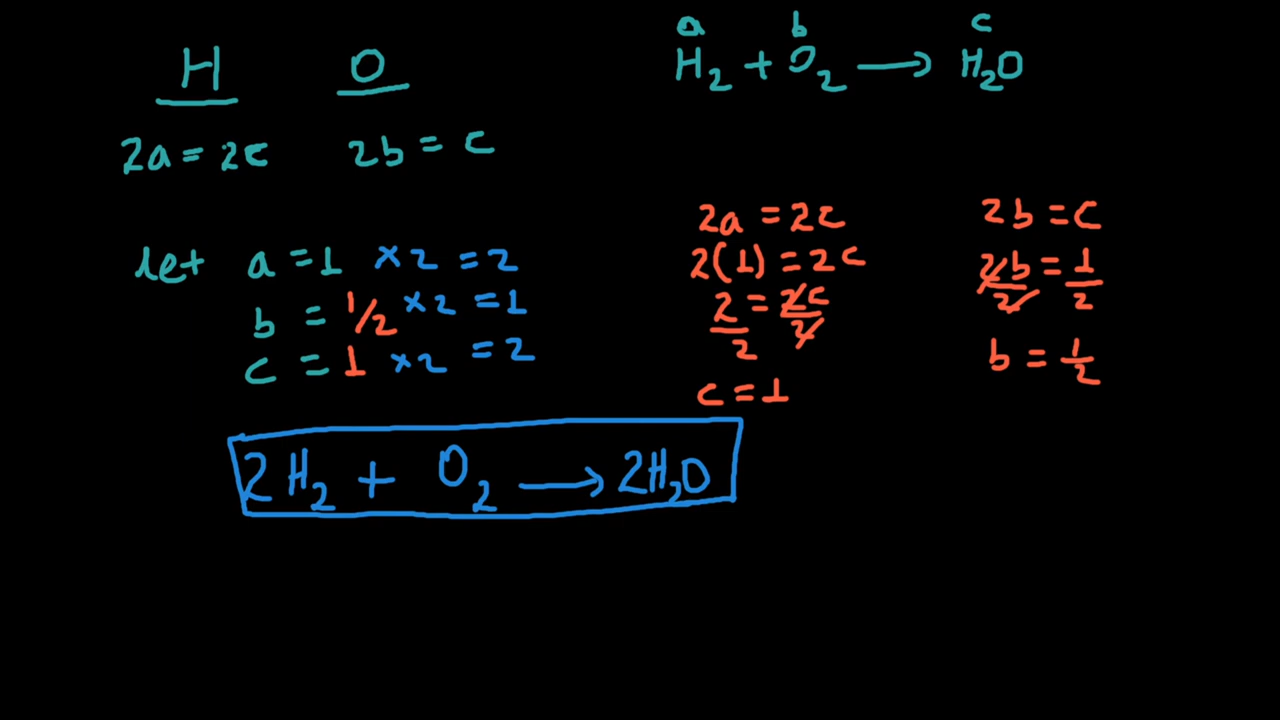 a b c
H O H₂ + O₂ → H₂O
2a = 2c 2b = c
2a = 2c 2b = c
let a = 1 × 2 = 2 2(1) = 2c 2b/2 = 1/2
b = 1/2 × 2 = 1 2/2 = 2c/2
c = 1 × 2 = 2 b = 1/2
c = 1
2H₂ + O₂ → 2H₂O